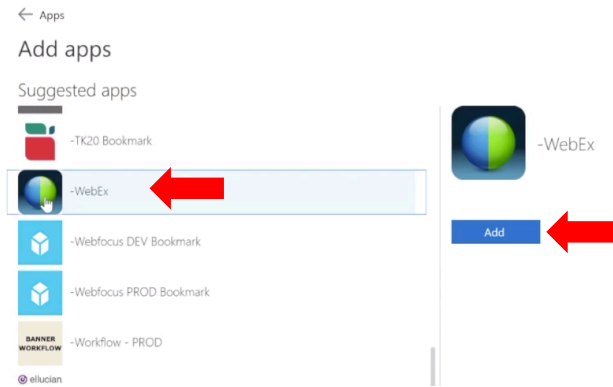 ← Apps
Add apps
Suggested apps
-TK20 Bookmark
-WebEx
-WebEx
Add
-Webfocus DEV Bookmark
-Webfocus PROD Bookmark
BANNER
WORKFLOW
-Workflow - PROD
ellucian